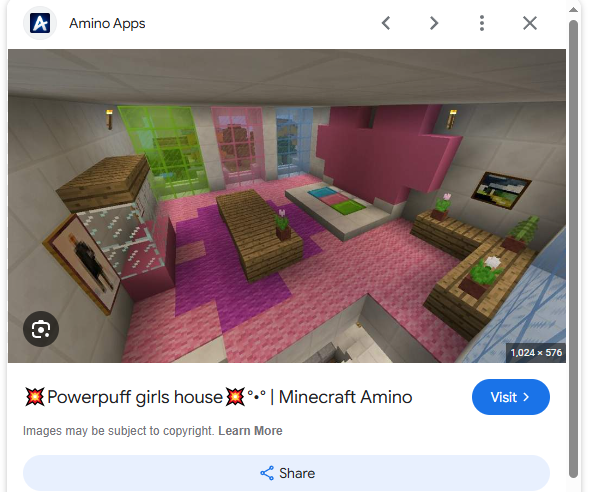 Amino Apps
1,024 × 576
💥Powerpuff girls house💥°•° | Minecraft Amino
Visit
Images may be subject to copyright. Learn More
Share